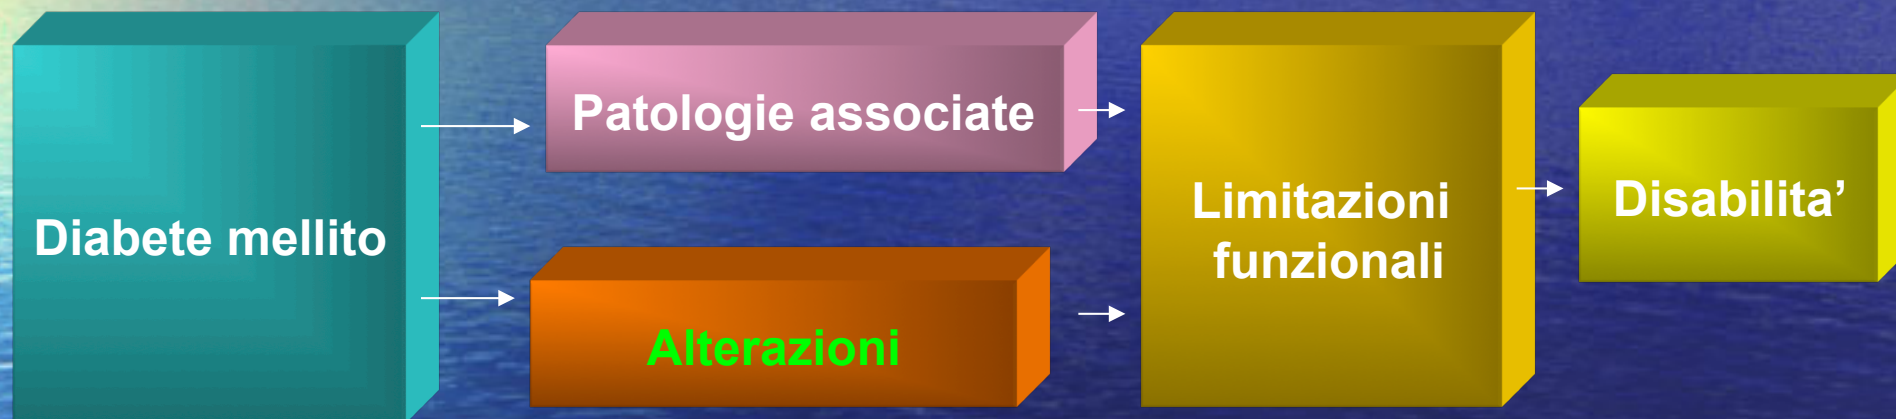 Diabete mellito
Patologie associate
Alterazioni
Limitazioni
funzionali
Disabilita’